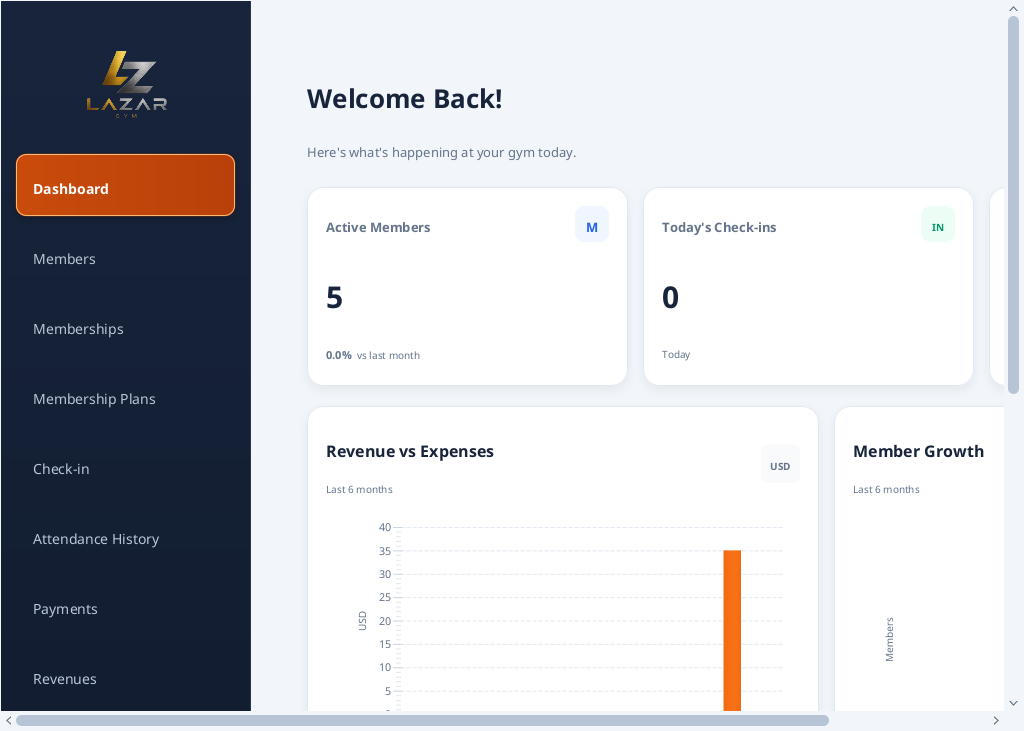 LAZAR
GYM
Dashboard
Members
Memberships
Membership Plans
Check-in
Attendance History
Payments
Revenues
Welcome Back!
Here's what's happening at your gym today.
Active Members
M
5
0.0% vs last month
Today's Check-ins
IN
0
Today
Revenue vs Expenses
USD
Last 6 months
40
35
30
25
20
15
10
5
USD
Member Growth
Last 6 months
Members